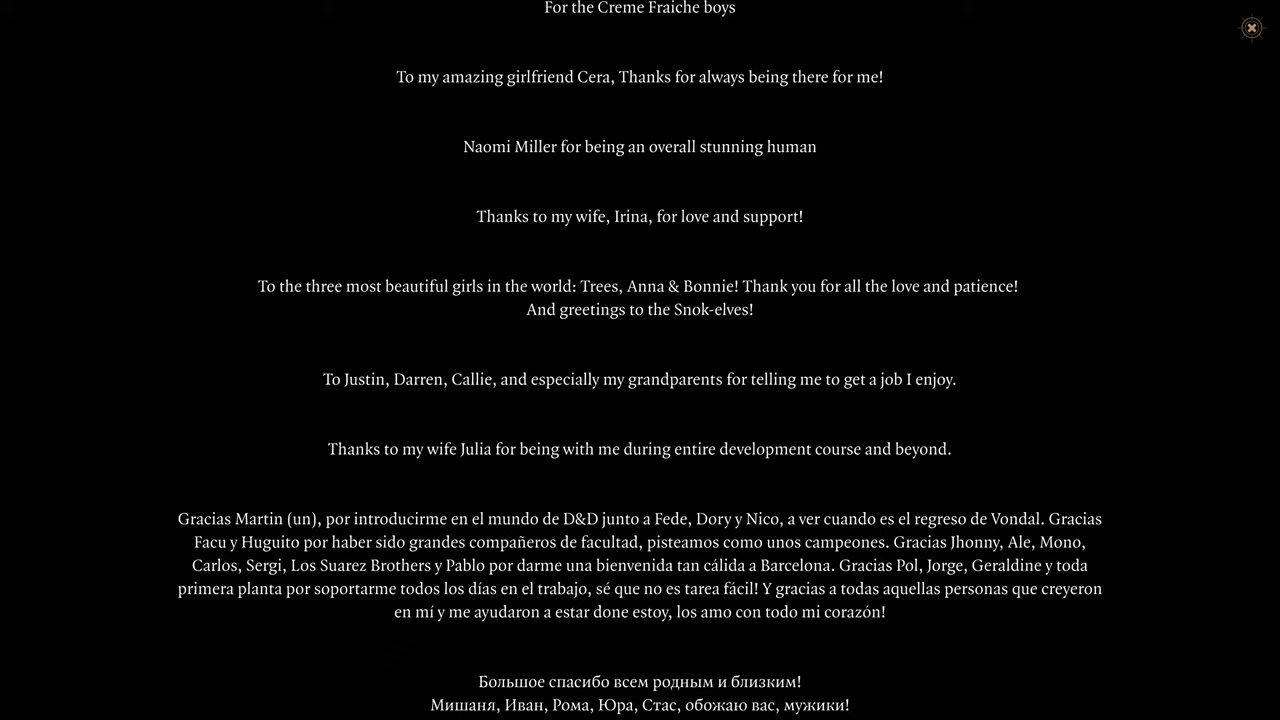 For the Creme Fraiche boys
To my amazing girlfriend Cera, Thanks for always being there for me!
Naomi Miller for being an overall stunning human
Thanks to my wife, Irina, for love and support!
To the three most beautiful girls in the world: Trees, Anna & Bonnie! Thank you for all the love and patience!
And greetings to the Snok-elves!
To Justin, Darren, Callie, and especially my grandparents for telling me to get a job I enjoy.
Thanks to my wife Julia for being with me during entire development course and beyond.
Gracias Martin (un), por introducirme en el mundo de D&D junto a Fede, Dory y Nico, a ver cuando es el regreso de Vondal. Gracias
Facu y Huguito por haber sido grandes compañeros de facultad, pisteamos como unos campeones. Gracias Jhonny, Ale, Mono,
Carlos, Sergi, Los Suarez Brothers y Pablo por darme una bienvenida tan cálida a Barcelona. Gracias Pol, Jorge, Geraldine y toda
primera planta por soportarme todos los días en el trabajo, sé que no es tarea fácil! Y gracias a todas aquellas personas que creyeron
en mí y me ayudaron a estar done estoy, los amo con todo mi corazón!
Большое спасибо всем родным и близким!
Мишаня, Иван, Рома, Юра, Стас, обожаю вас, мужики!